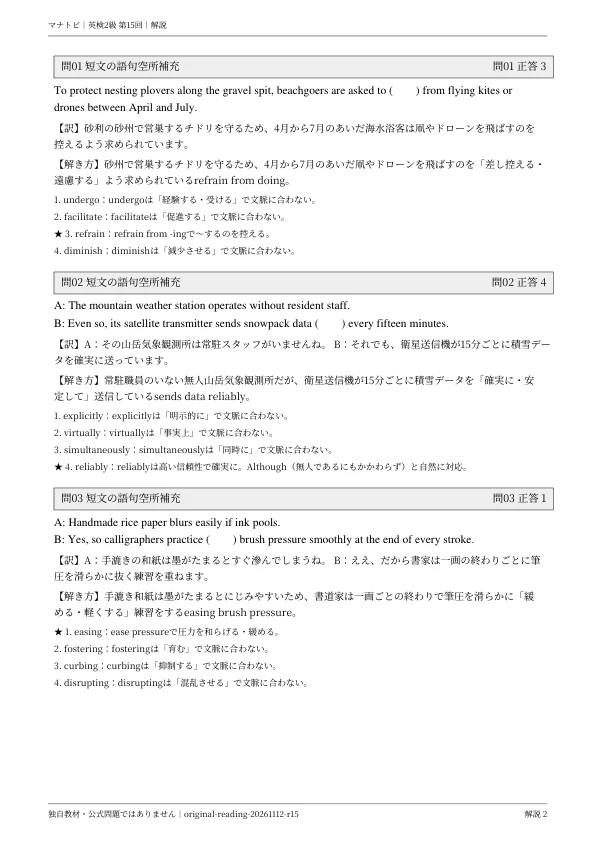 マナトビ｜英検2級 第15回｜解説
問01 短文の語句空所補充 問01 正答 3
To protect nesting plovers along the gravel spit, beachgoers are asked to (　　) from flying kites or
drones between April and July.
【訳】砂利の砂州で営巣するチドリを守るため、4月から7月のあいだ海水浴客は凧やドローンを飛ばすのを
控えるよう求められています。
【解き方】砂州で営巣するチドリを守るため、4月から7月のあいだ凧やドローンを飛ばすのを「差し控える・
遠慮する」よう求められているrefrain from doing。
1. undergo：undergoは「経験する・受ける」で文脈に合わない。
2. facilitate：facilitateは「促進する」で文脈に合わない。
★ 3. refrain：refrain from -ingで〜するのを控える。
4. diminish：diminishは「減少させる」で文脈に合わない。
問02 短文の語句空所補充 問02 正答 4
A: The mountain weather station operates without resident staff.
B: Even so, its satellite transmitter sends snowpack data (　　) every fifteen minutes.
【訳】A：その山岳気象観測所は常駐スタッフがいませんね。 B：それでも、衛星送信機が15分ごとに積雪デー
タを確実に送っています。
【解き方】常駐職員のいない無人山岳気象観測所だが、衛星送信機が15分ごとに積雪データを「確実に・安
定して」送信しているsends data reliably。
1. explicitly：explicitlyは「明示的に」で文脈に合わない。
2. virtually：virtuallyは「事実上」で文脈に合わない。
3. simultaneously：simultaneouslyは「同時に」で文脈に合わない。
★ 4. reliably：reliablyは高い信頼性で確実に。Although（無人であるにもかかわらず）と自然に対応。
問03 短文の語句空所補充 問03 正答 1
A: Handmade rice paper blurs easily if ink pools.
B: Yes, so calligraphers practice (　　) brush pressure smoothly at the end of every stroke.
【訳】A：手漉きの和紙は墨がたまるとすぐ滲んでしまうね。 B：ええ、だから書家は一画の終わりごとに筆
圧を滑らかに抜く練習を重ねます。
【解き方】手漉き和紙は墨がたまるとにじみやすいため、書道家は一画ごとの終わりで筆圧を滑らかに「緩
める・軽くする」練習をするeasing brush pressure。
★ 1. easing：ease pressureで圧力を和らげる・緩める。
2. fostering：fosteringは「育む」で文脈に合わない。
3. curbing：curbingは「抑制する」で文脈に合わない。
4. disrupting：disruptingは「混乱させる」で文脈に合わない。
独自教材・公式問題ではありません｜original-reading-20261112-r15 解説 2